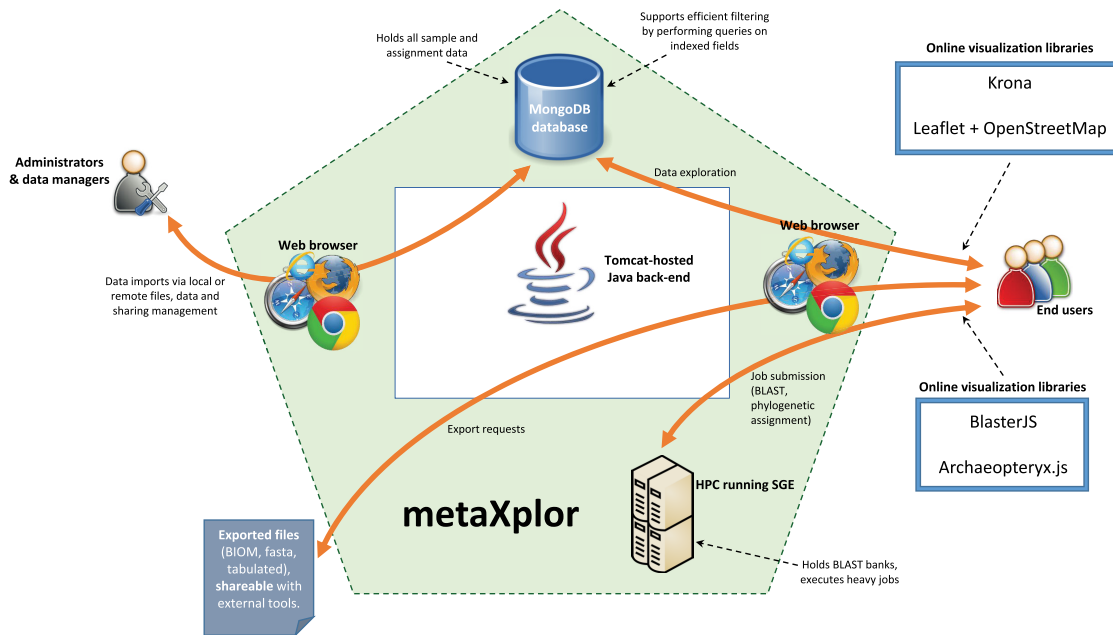 Supports efficient filtering
by performing queries on
indexed fields
Holds all sample and
assignment data
Online visualization libraries
Krona
Leaflet + OpenStreetMap
MongoDB
database
Administrators
& data managers
Data exploration
Web browser
Web browser
Tomcat-hosted
Java back-end
Data imports via local or
remote files, data and
sharing management
End users
Job submission
(BLAST,
phylogenetic
assignment)
Online visualization libraries
BlasterJS
Archaeopteryx.js
Export requests
HPC running SGE
metaXplor
Exported files
(BIOM, fasta,
tabulated),
shareable with
external tools.
Holds BLAST banks,
executes heavy jobs